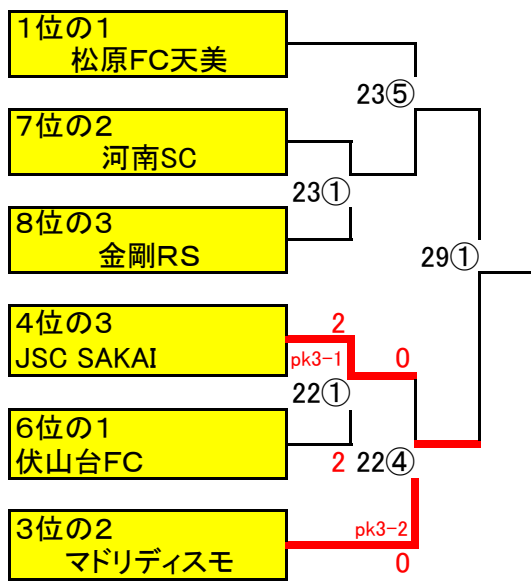 １位の１
松原FC天美
23⑤
７位の２
河南SC
23①
８位の３
金剛RS
29①
４位の３
2
JSC SAKAI
pk3-1
0
22①
６位の１
伏山台FC
2
22④
３位の２
pk3-2
マドリディスモ
0